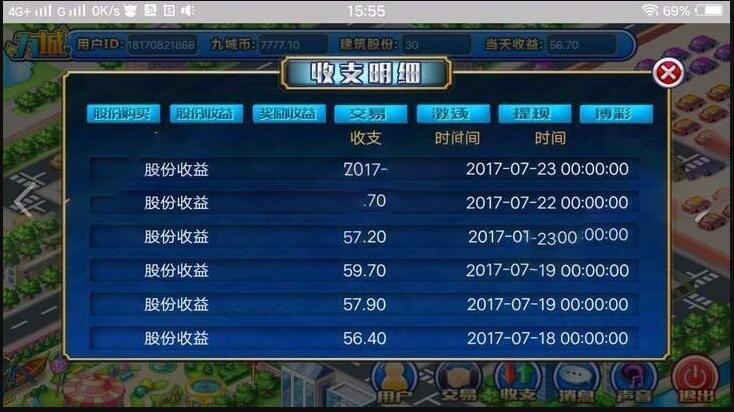 4G+ G 0K/s 15:55 69%
九城 用户ID: 18170821868 九城币: 7777.10 建筑股份: 30 当天收益: 56.70
收支明细
股份购买 股份收益 奖励收益 交易 激活 提现 博彩
收支 时间 时间
股份收益 2017- 2017-07-23 00:00:00
股份收益 .70 2017-07-22 00:00:00
股份收益 57.20 2017-01-2300 :00:00
股份收益 59.70 2017-07-19 00:00:00
股份收益 57.90 2017-07-19 00:00:00
股份收益 56.40 2017-07-18 00:00:00
用户 交易 收支 消息 声音 退出